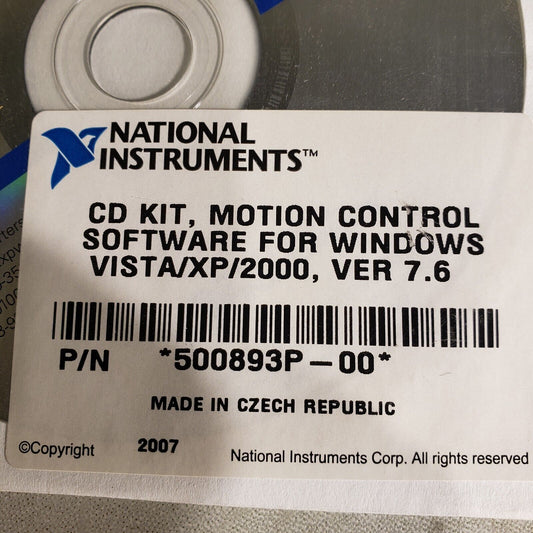 NATIONAL
INSTRUMENTS™
CD KIT, MOTION CONTROL
SOFTWARE FOR WINDOWS
VISTA/XP/2000, VER 7.6
P/N *500893P-00*
MADE IN CZECH REPUBLIC
©Copyright 2007 National Instruments Corp. All rights reserved